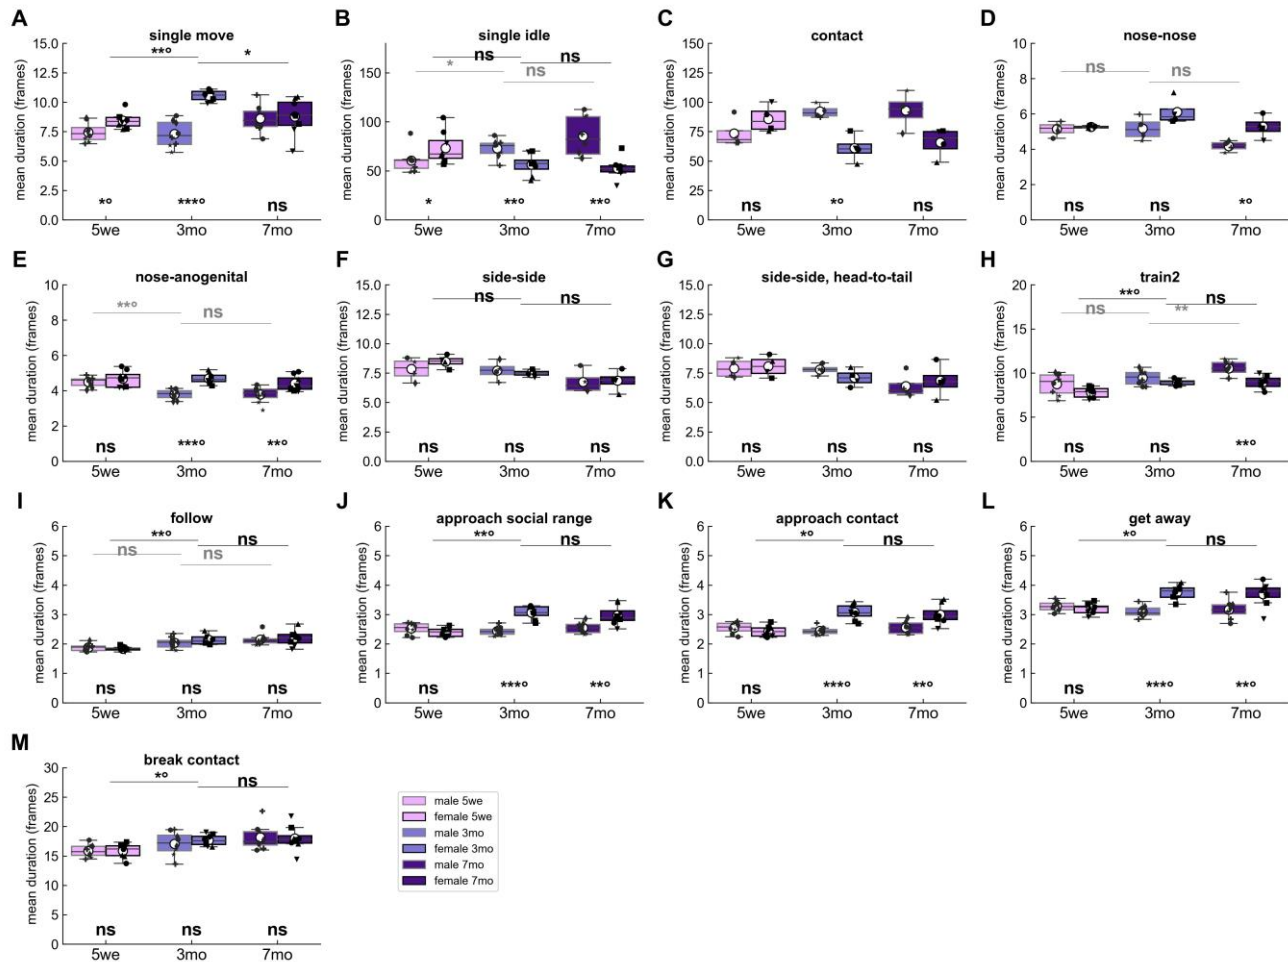 A
single move
mean duration (frames)
15.0
12.5
10.0
7.5
5.0
2.5
0.0
**°
*
*°
***°
ns
5we
3mo
7mo
B
single idle
mean duration (frames)
150
100
50
0
ns
ns
*
ns
*
**°
**°
5we
3mo
7mo
C
contact
mean duration (frames)
150
125
100
75
50
25
0
ns
*°
ns
5we
3mo
7mo
D
nose-nose
mean duration (frames)
10
8
6
4
2
0
ns
ns
ns
ns
*°
5we
3mo
7mo
E
nose-anogenital
mean duration (frames)
10
8
6
4
2
0
**°
ns
ns
***°
**°
5we
3mo
7mo
F
side-side
mean duration (frames)
15.0
12.5
10.0
7.5
5.0
2.5
0.0
ns
ns
ns
ns
ns
5we
3mo
7mo
G
side-side, head-to-tail
mean duration (frames)
15.0
12.5
10.0
7.5
5.0
2.5
0.0
ns
ns
ns
5we
3mo
7mo
H
train2
mean duration (frames)
20
15
10
5
0
**°
ns
ns
**
ns
ns
**°
5we
3mo
7mo
I
follow
mean duration (frames)
6
5
4
3
2
1
0
**°
ns
ns
ns
ns
ns
ns
5we
3mo
7mo
J
approach social range
mean duration (frames)
6
5
4
3
2
1
0
**°
ns
ns
***°
**°
5we
3mo
7mo
K
approach contact
mean duration (frames)
6
5
4
3
2
1
0
*°
ns
ns
***°
**°
5we
3mo
7mo
L
get away
mean duration (frames)
6
5
4
3
2
1
0
*°
ns
ns
***°
**°
5we
3mo
7mo
M
break contact
mean duration (frames)
30
25
20
15
10
5
0
*°
ns
ns
ns
ns
5we
3mo
7mo
male 5we
female 5we
male 3mo
female 3mo
male 7mo
female 7mo